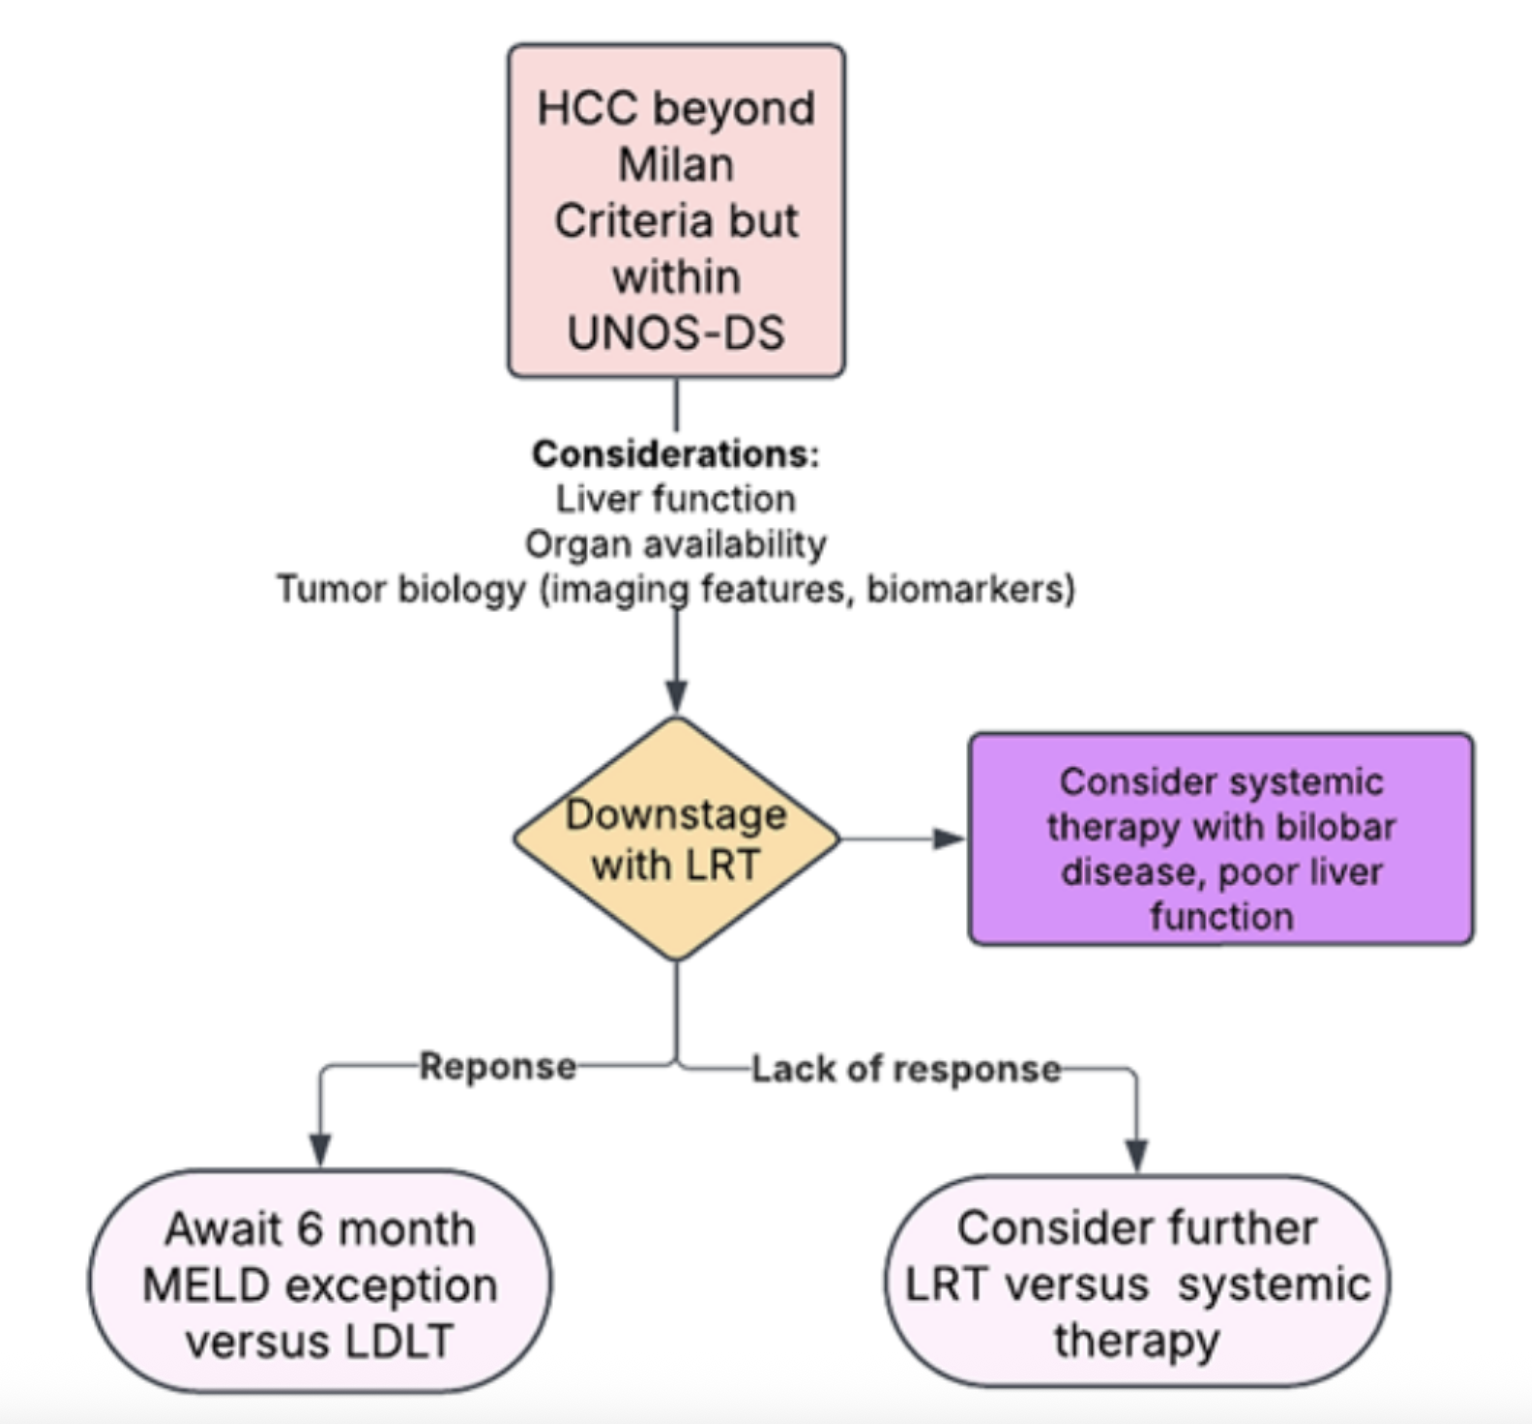 HCC beyond
Milan
Criteria but
within
UNOS-DS
Considerations:
Liver function
Organ availability
Tumor biology (imaging features, biomarkers)
Downstage
with LRT
Consider systemic
therapy with bilobar
disease, poor liver
function
Reponse
Lack of response
Await 6 month
MELD exception
versus LDLT
Consider further
LRT versus systemic
therapy